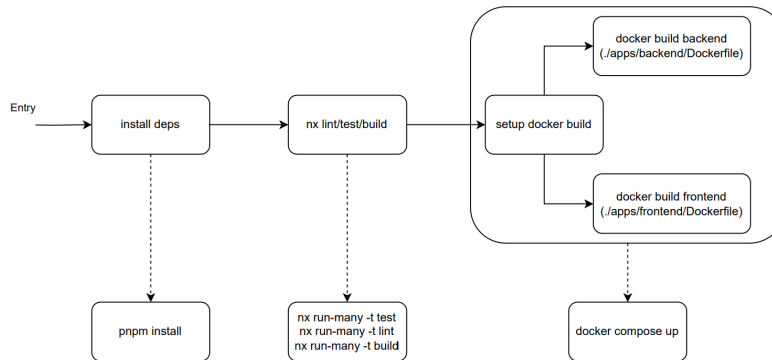 Entry
install deps
nx lint/test/build
setup docker build
docker build backend
(./apps/backend/Dockerfile)
docker build frontend
(./apps/frontend/Dockerfile)
pnpm install
nx run-many -t test
nx run-many -t lint
nx run-many -t build
docker compose up